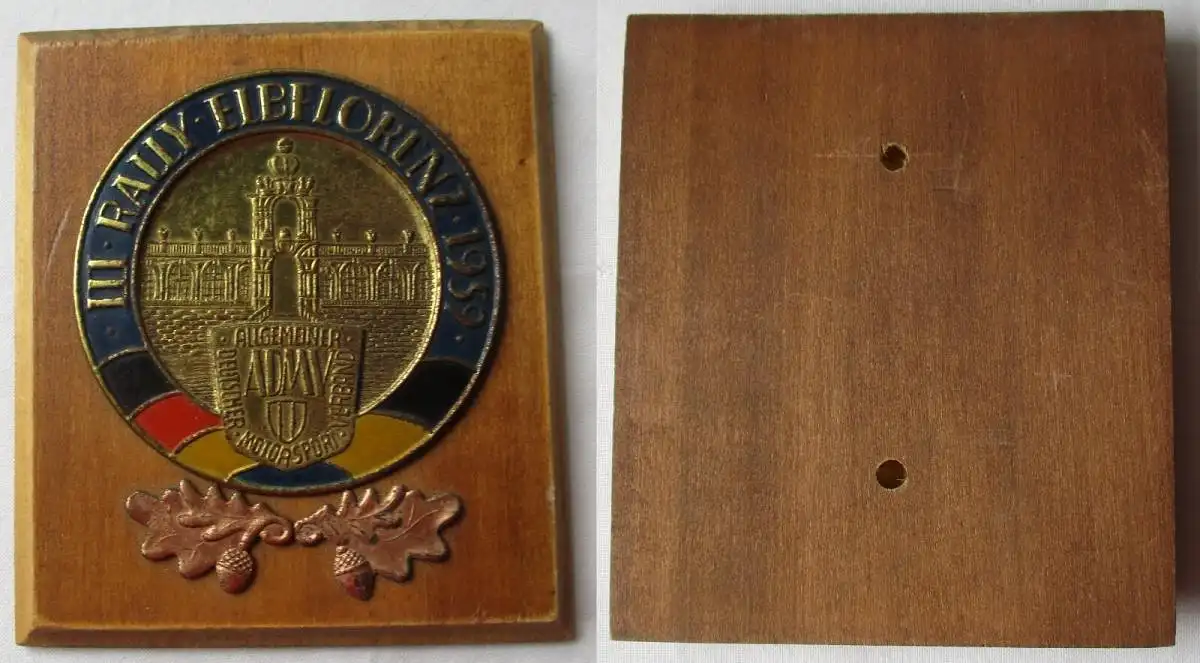 III · RALLY · ELBFLORENZ · 1959
ALLGEMEINER
DEUTSCHER · MOTORSPORT · VERBAND
ADMV